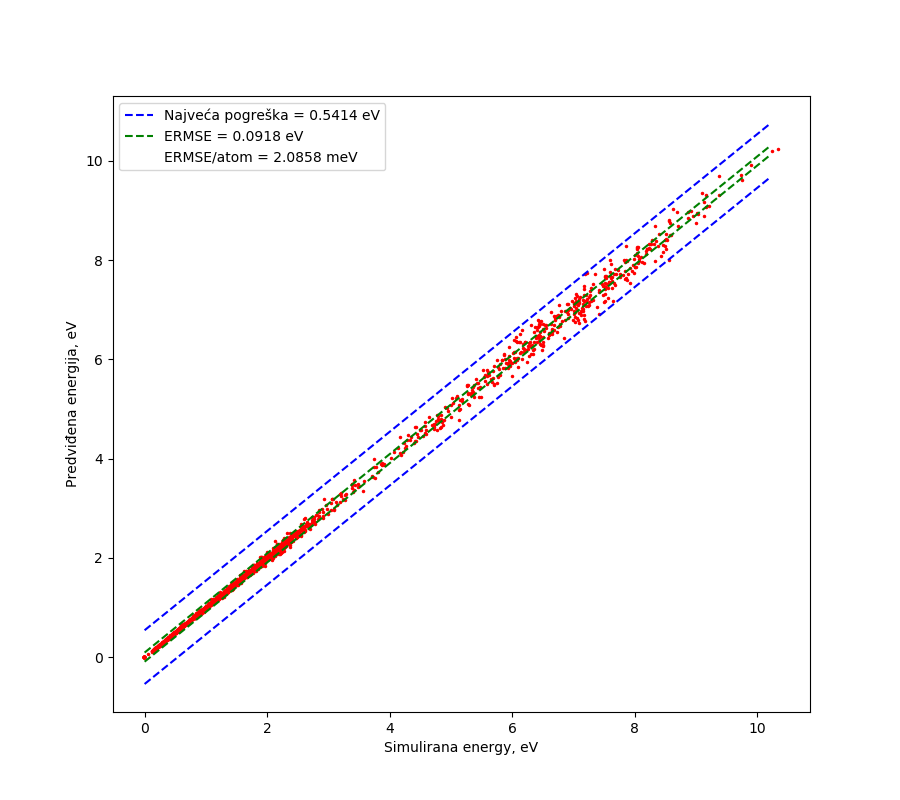 Najveća pogreška = 0.5414 eV
ERMSE = 0.0918 eV
ERMSE/atom = 2.0858 meV
10
8
6
4
2
0
Predviđena energija, eV
0 2 4 6 8 10
Simulirana energy, eV